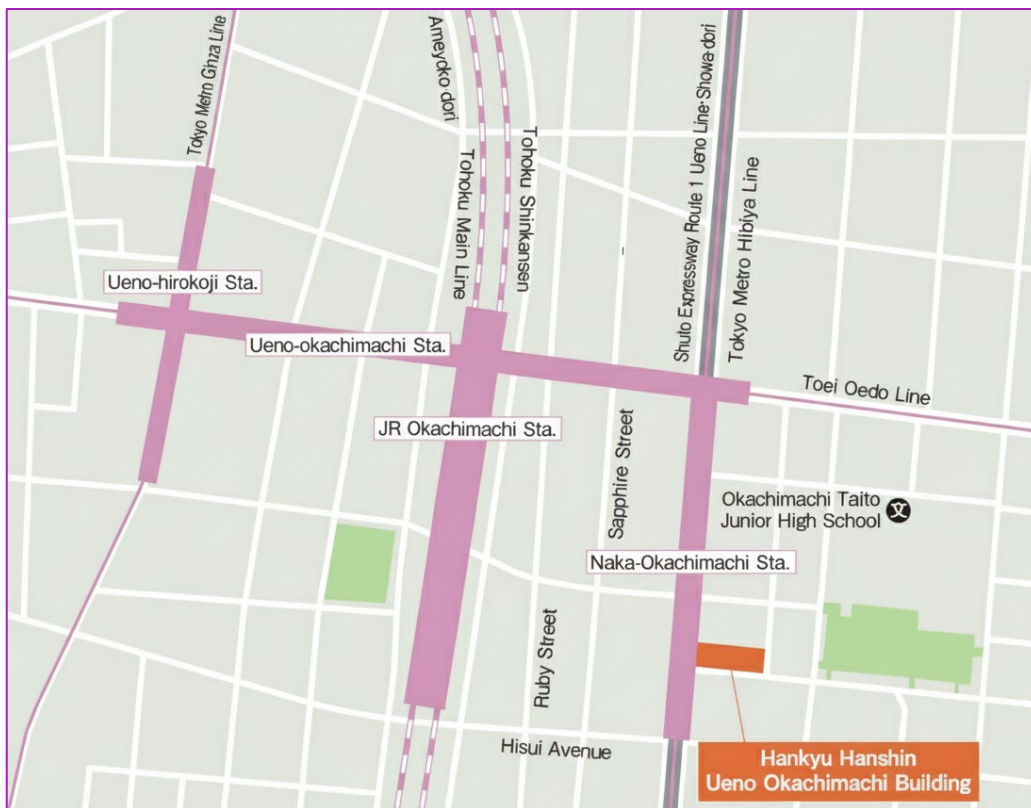 Tokyo Metro Ginza Line
Ameyoko-dori
Tohoku Main Line
Tohoku Shinkansen
Shuto Expressway Route 1 Ueno Line·Showa-dori
Tokyo Metro Hibiya Line
Ueno-hirokoji Sta.
Ueno-okachimachi Sta.
Toei Oedo Line
JR Okachimachi Sta.
Sapphire Street
Okachimachi Taito
Junior High School
文
Naka-Okachimachi Sta.
Ruby Street
Hisui Avenue
Hankyu Hanshin
Ueno Okachimachi Building